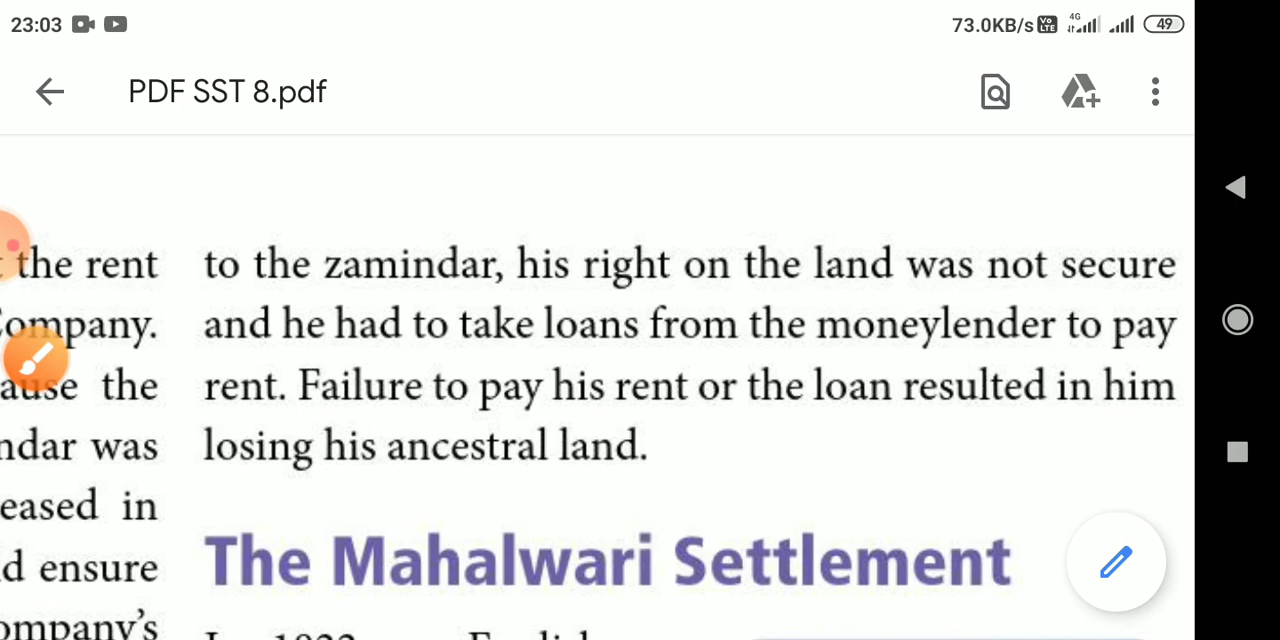 23:03
73.0KB/s Vo LTE 4G 49
PDF SST 8.pdf
the rent
ompany.
the
ndar was
eased in
d ensure
ompany's
to the zamindar, his right on the land was not secure
and he had to take loans from the moneylender to pay
rent. Failure to pay his rent or the loan resulted in him
losing his ancestral land.
The Mahalwari Settlement